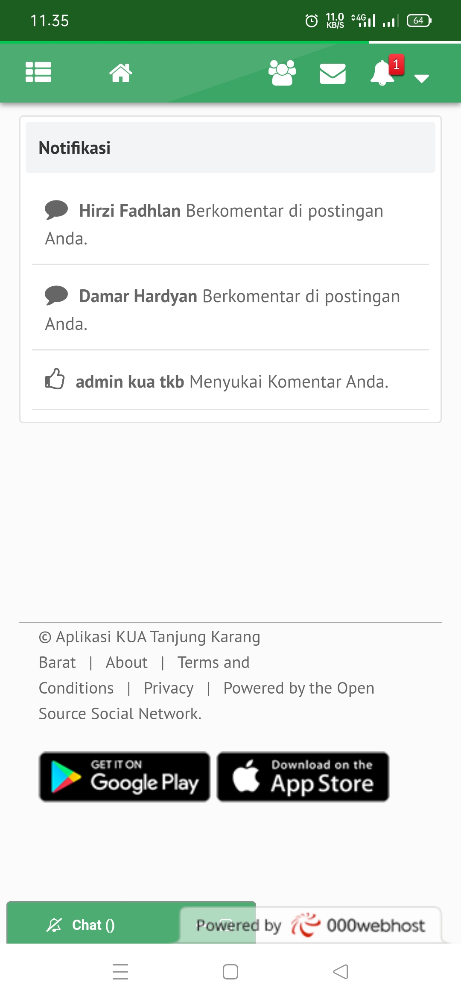 11.35
11.0
KB/S
4G
64
1
Notifikasi
Hirzi Fadhlan Berkomentar di postingan
Anda.
Damar Hardyan Berkomentar di postingan
Anda.
admin kua tkb Menyukai Komentar Anda.
© Aplikasi KUA Tanjung Karang
Barat | About | Terms and
Conditions | Privacy | Powered by the Open
Source Social Network.
GET IT ON
Google Play
Download on the
App Store
Chat ()
Powered by 000webhost